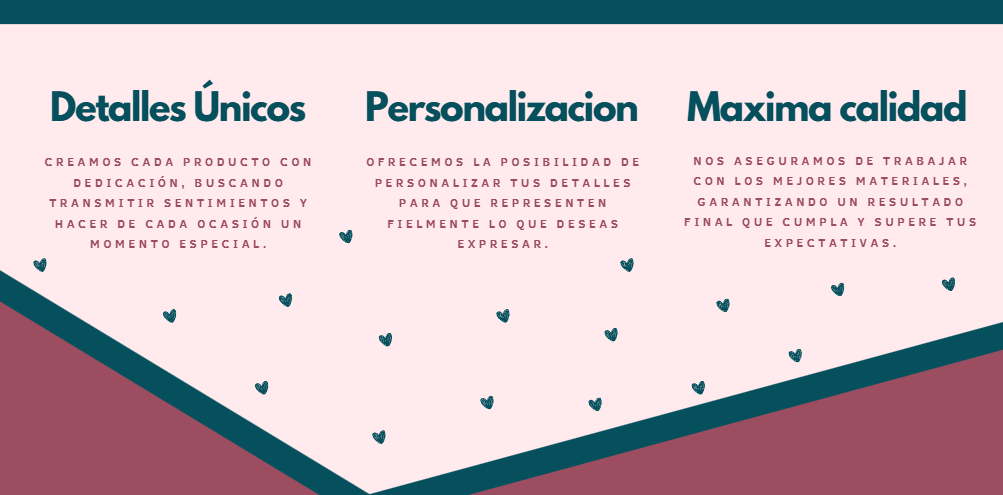 Detalles Únicos
CREAMOS CADA PRODUCTO CON
DEDICACIÓN, BUSCANDO
TRANSMITIR SENTIMIENTOS Y
HACER DE CADA OCASIÓN UN
MOMENTO ESPECIAL.
Personalizacion
OFRECEMOS LA POSIBILIDAD DE
PERSONALIZAR TUS DETALLES
PARA QUE REPRESENTEN
FIELMENTE LO QUE DESEAS
EXPRESAR.
Maxima calidad
NOS ASEGURAMOS DE TRABAJAR
CON LOS MEJORES MATERIALES,
GARANTIZANDO UN RESULTADO
FINAL QUE CUMPLA Y SUPERE TUS
EXPECTATIVAS.